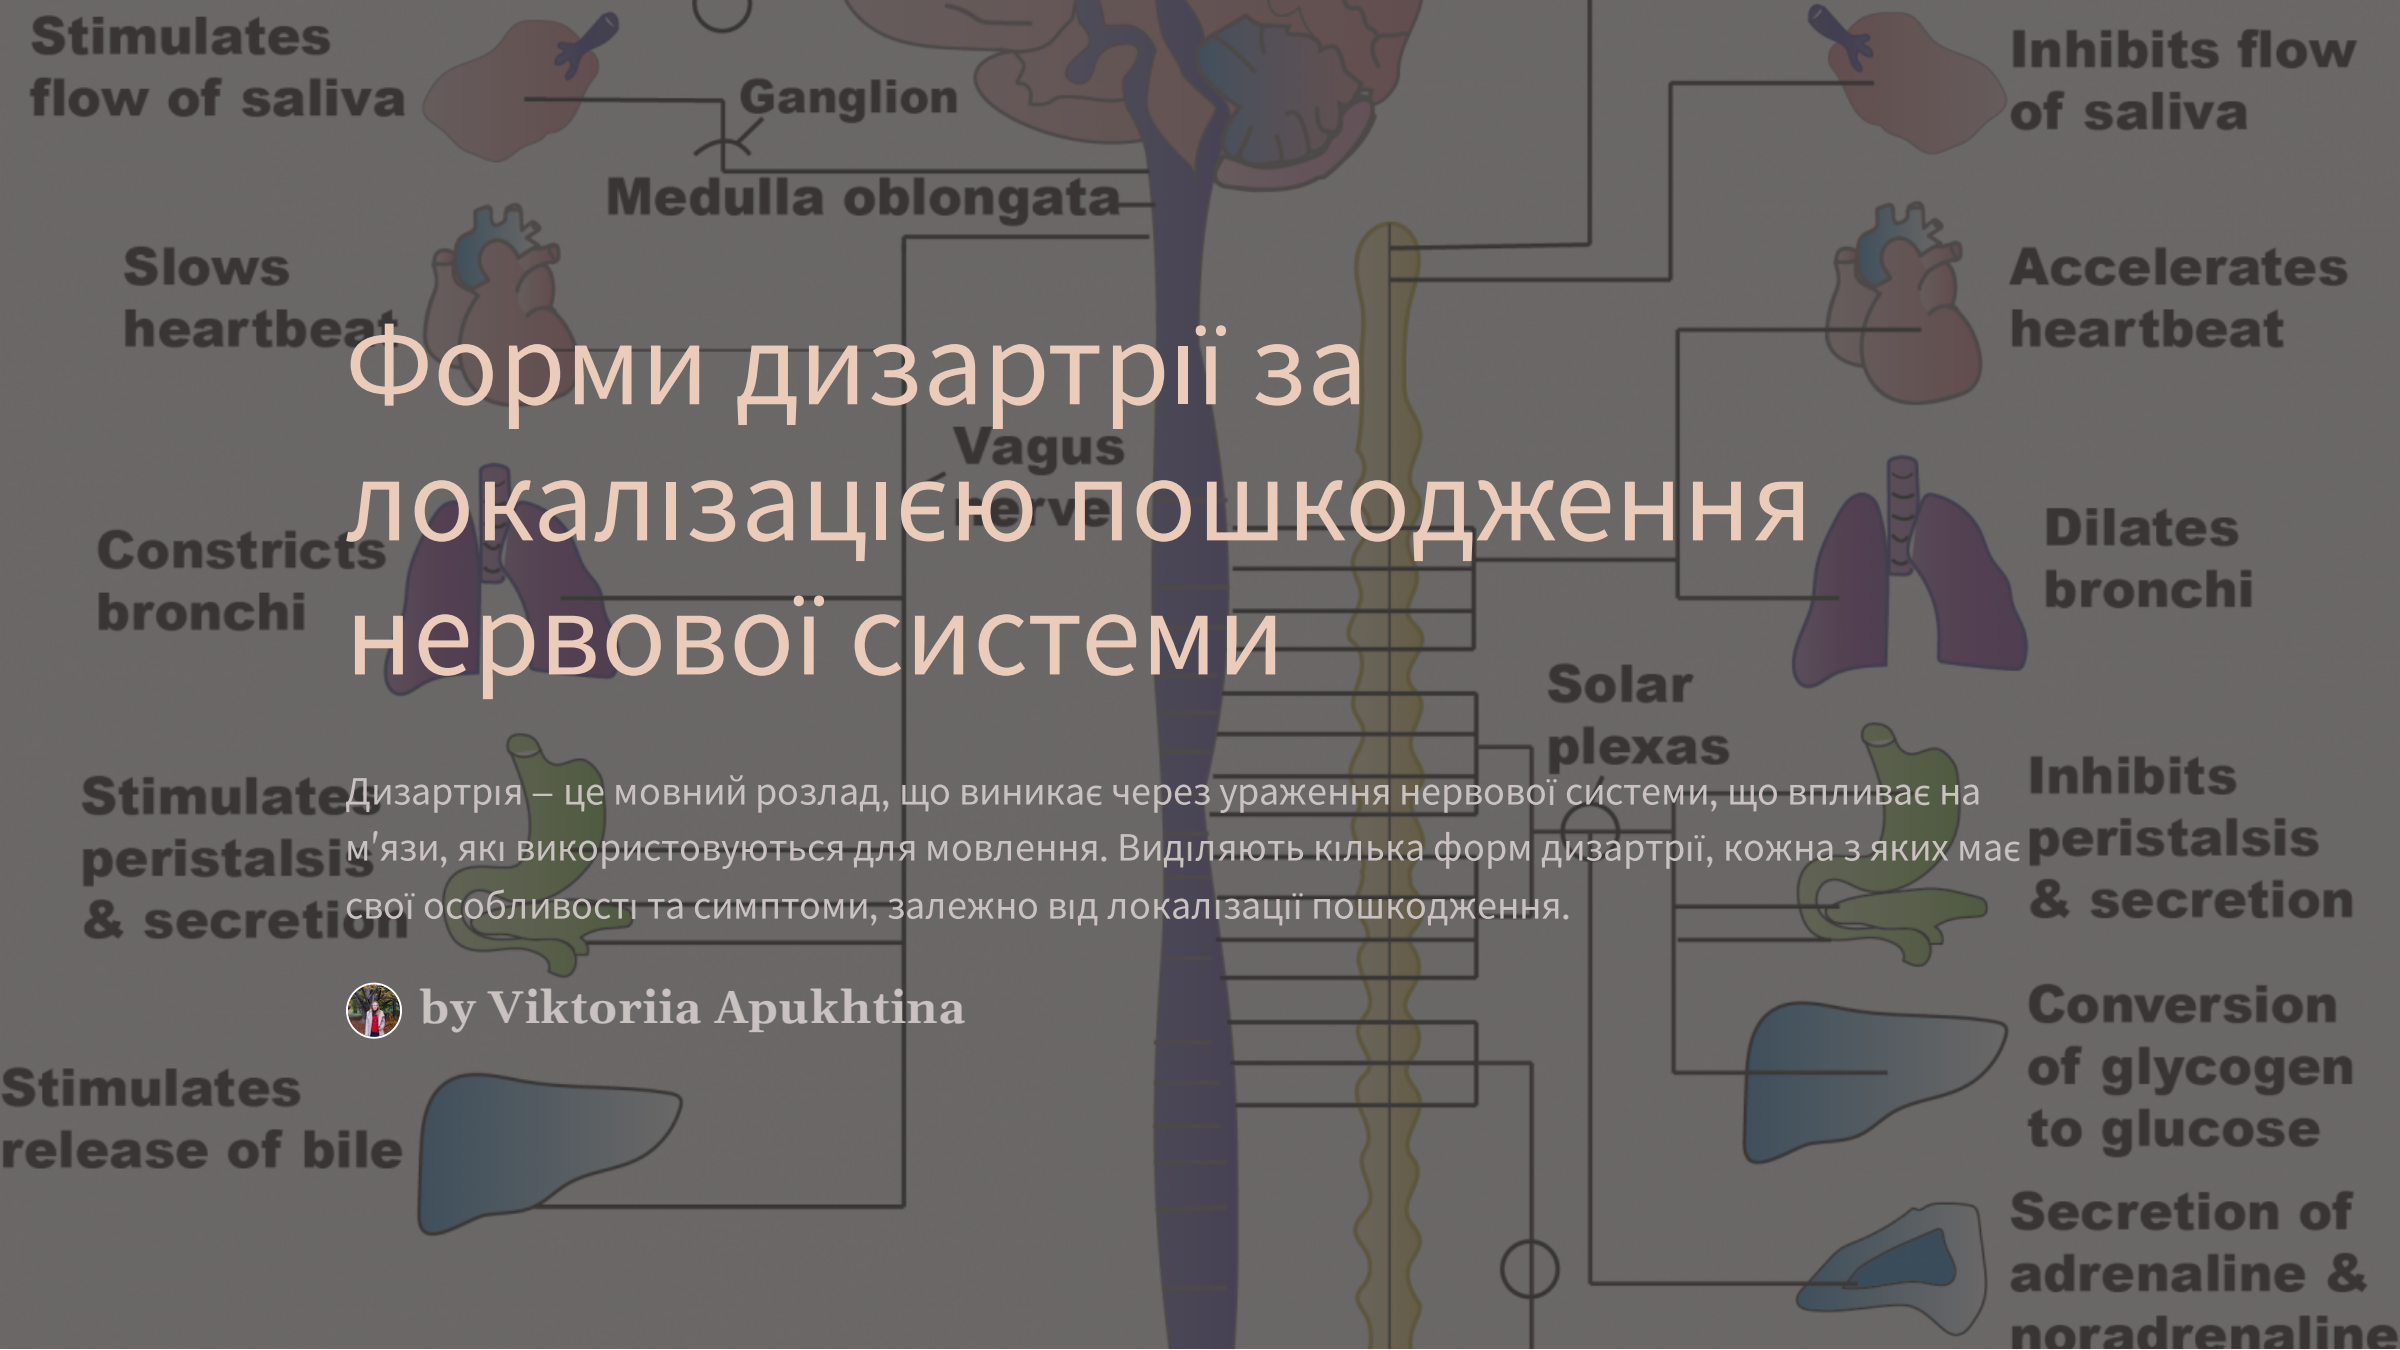 Stimulates
flow of saliva
Ganglion
Medulla oblongata
Inhibits flow
of saliva
Slows
heartbeat
Accelerates
heartbeat
Форми дизартрії за
локалізацією пошкодження
нервової системи
Vagus
nerve
Constricts
bronchi
Dilates
bronchi
Solar
plexas
Stimulates
peristalsis
& secretion
Inhibits
peristalsis
& secretion
Дизартрія – це мовний розлад, що виникає через ураження нервової системи, що впливає на
м'язи, які використовуються для мовлення. Виділяють кілька форм дизартрії, кожна з яких має
свої особливості та симптоми, залежно від локалізації пошкодження.
by Viktoriia Apukhtina
Stimulates
release of bile
Conversion
of glycogen
to glucose
Secretion of
adrenaline &
noradrenaline